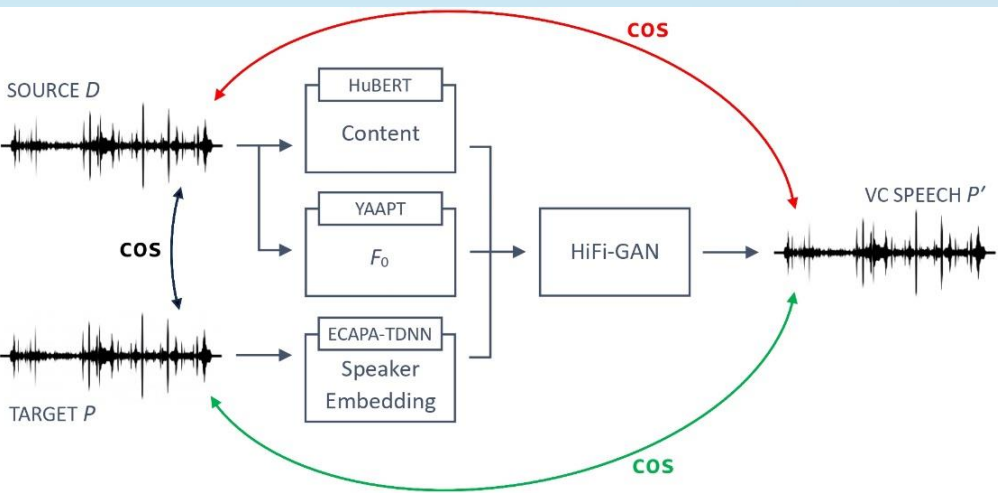 cos
SOURCE D
HuBERT
Content
YAAPT
F₀
cos
ECAPA-TDNN
Speaker
Embedding
TARGET P
HiFi-GAN
VC SPEECH P'
cos